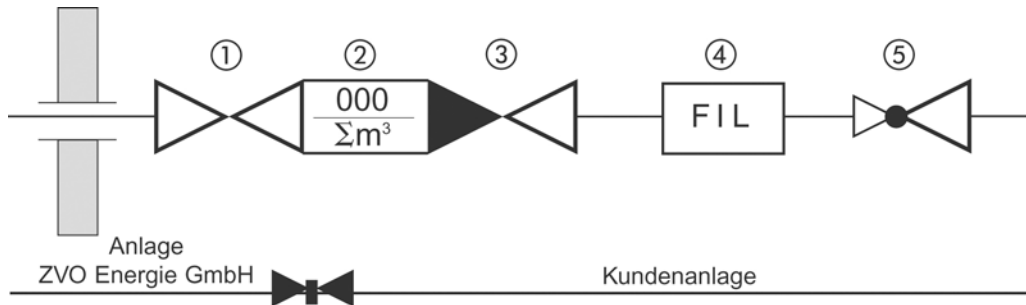 ① ② ③ ④ ⑤
000
Σm³
FIL
Anlage
ZVO Energie GmbH
Kundenanlage